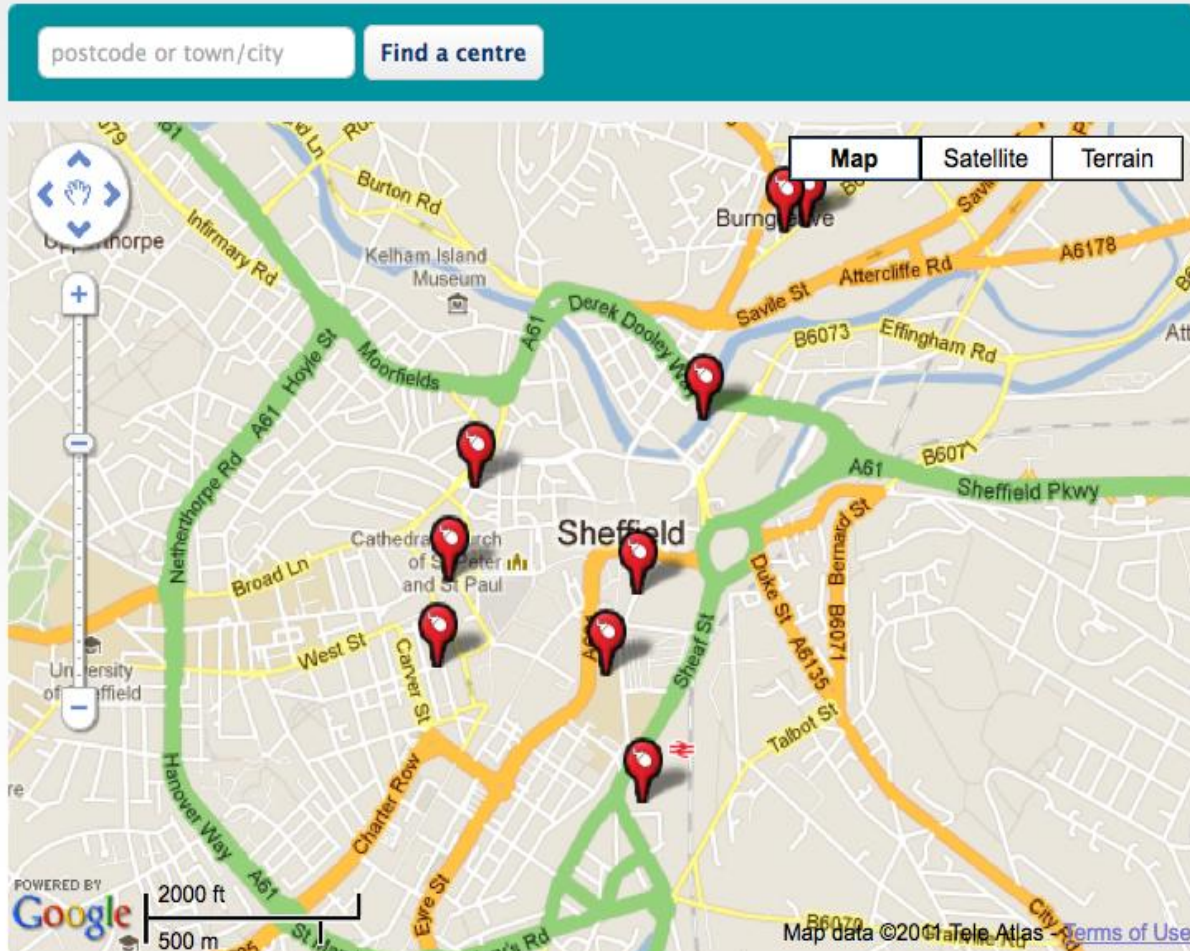 postcode or town/city
Find a centre
Map
Satellite
Terrain
Burton Rd
Infirmary Rd
Kelham Island
Museum
A6178
Attercliffe Rd
Savile St
Derek Dooley
B6073
Effingham Rd
A61
Hoyle St
Moorfields
A61
Netherthorpe Rd
A61
B6071
Sheffield Pkwy
Sheffield
of St Peter
and St Paul
Broad Ln
Bernard St
Duke St
B6071
A6135
West St
Carver St
Sheaf St
Talbot St
Hanover Way
Charter Row
A61
Eyre St
POWERED BY
Google
2000 ft
500 m
Map data ©2011 Tele Atlas - Terms of Use